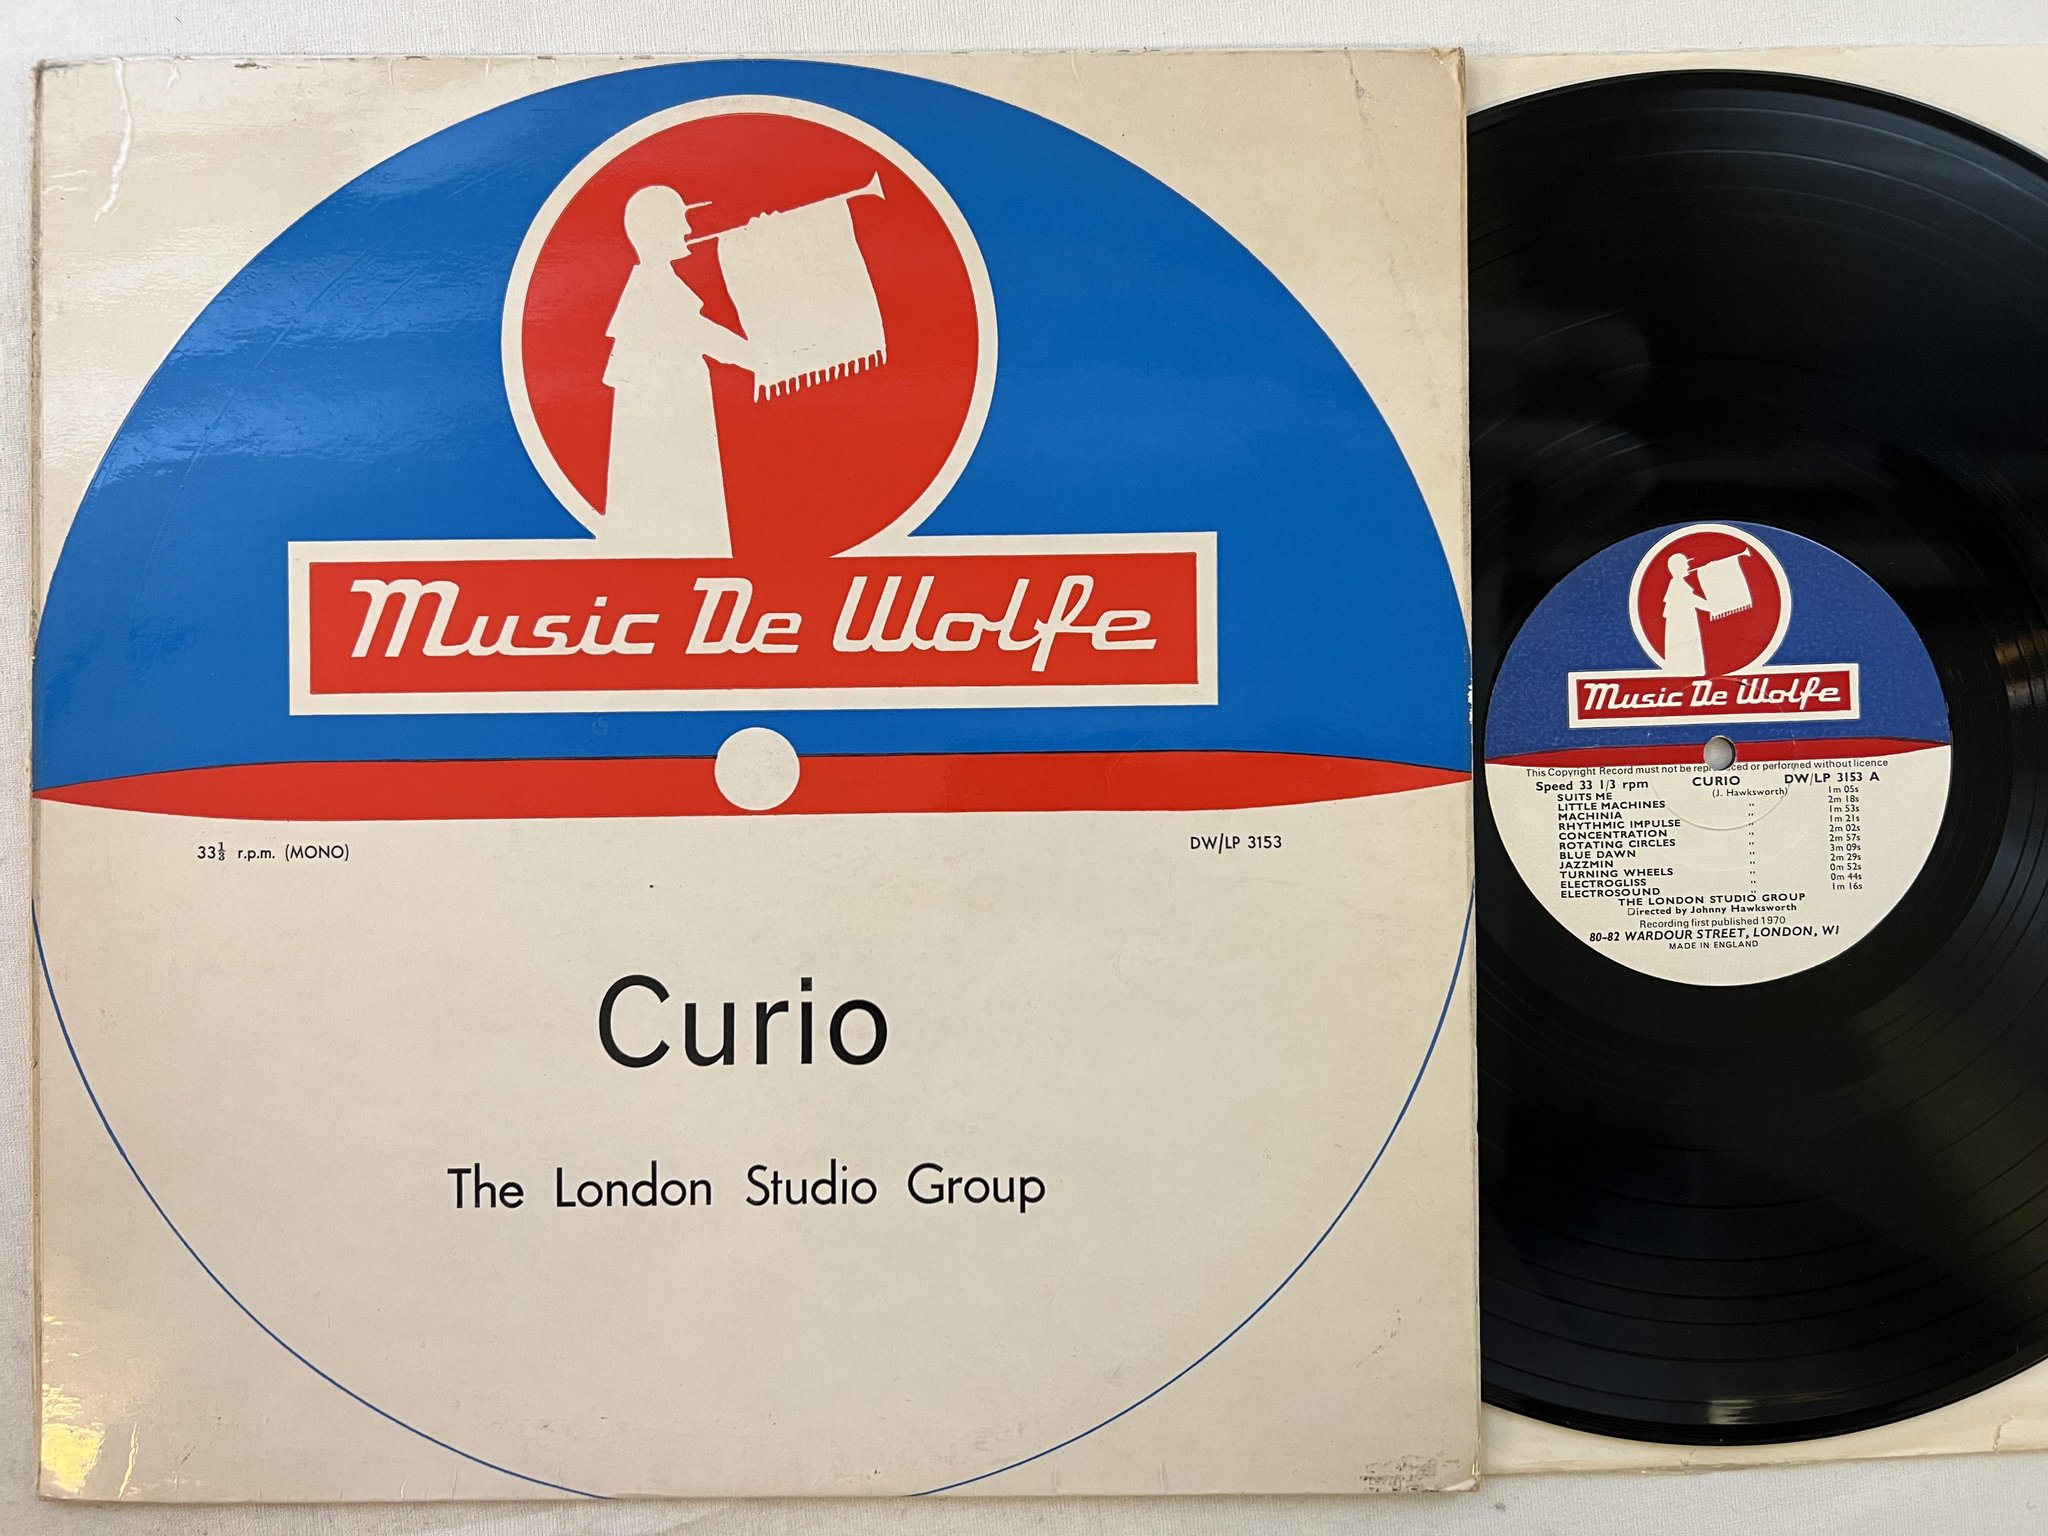 Music De Wolfe
33⅓ r.p.m. (MONO)
DW/LP 3153
Curio
The London Studio Group
Music De Wolfe
This Copyright Record must not be reproduced or performed without licence
Speed 33 1/3 rpm CURIO DW/LP 3153 A
(J. Hawksworth)
SUITS ME 1m 05s
LITTLE MACHINES " 2m 18s
MACHINIA " 1m 53s
RHYTHMIC IMPULSE " 1m 21s
CONCENTRATION " 2m 02s
ROTATING CIRCLES " 2m 57s
BLUE DAWN " 3m 09s
JAZZMIN " 2m 29s
TURNING WHEELS " 0m 52s
ELECTROGLISS " 0m 44s
ELECTROSOUND " 1m 16s
THE LONDON STUDIO GROUP
Directed by Johnny Hawksworth
Recording first published 1970
80-82 WARDOUR STREET, LONDON, W1
MADE IN ENGLAND